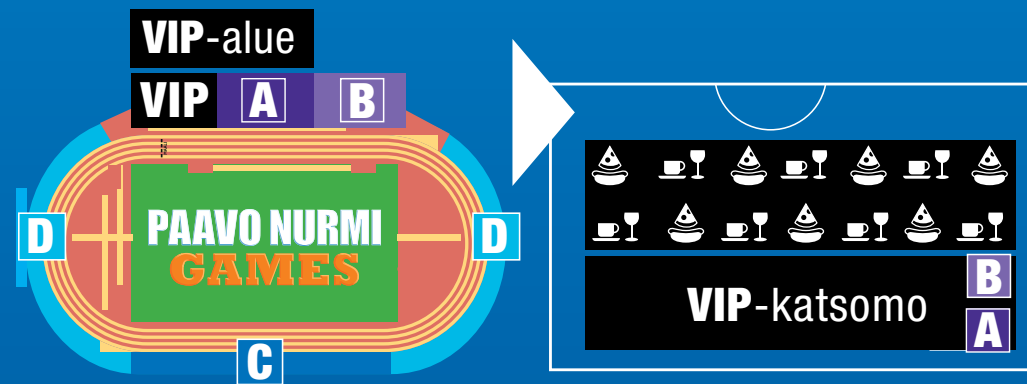 VIP-alue
VIP A B
D PAAVO NURMI D
GAMES
C
B
VIP-katsomo
A